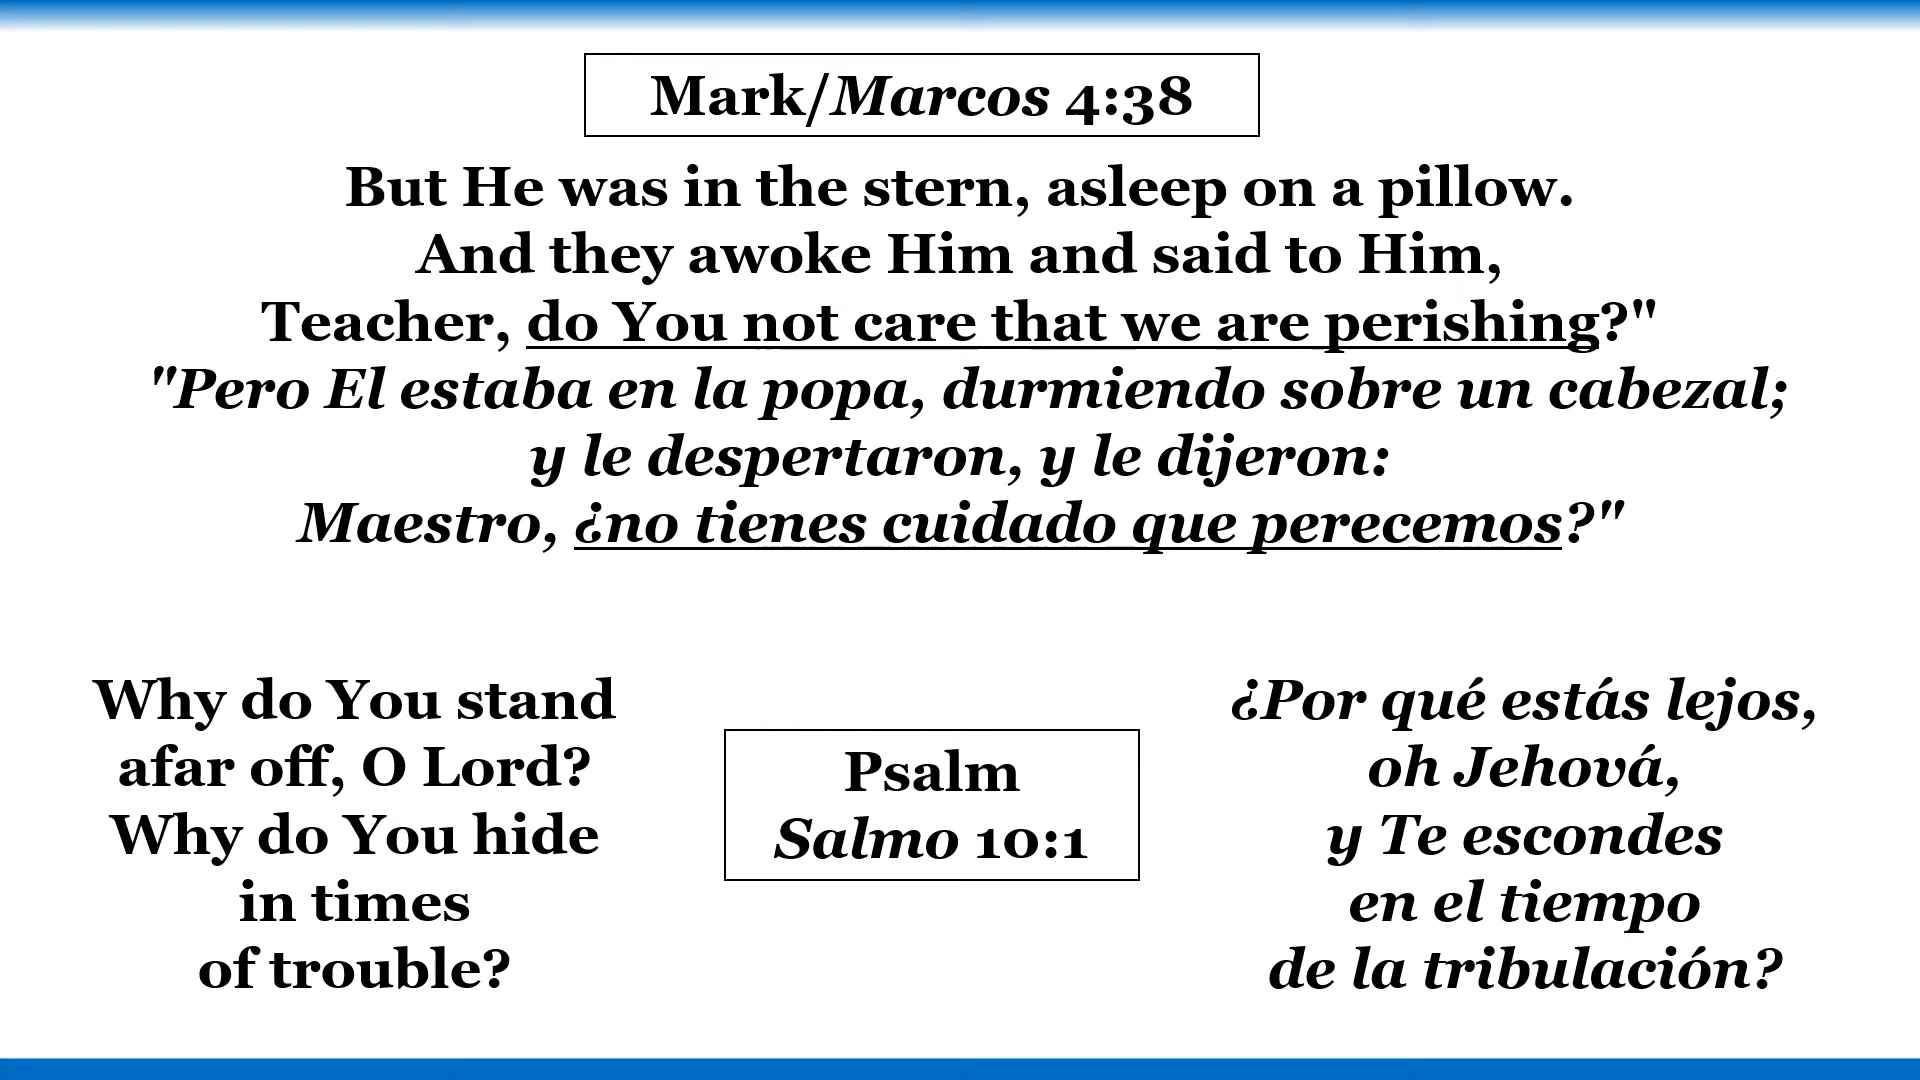 Mark/Marcos 4:38
But He was in the stern, asleep on a pillow.
And they awoke Him and said to Him,
Teacher, do You not care that we are perishing?"
"Pero El estaba en la popa, durmiendo sobre un cabezal;
y le despertaron, y le dijeron:
Maestro, ¿no tienes cuidado que perecemos?"
Why do You stand
afar off, O Lord?
Why do You hide
in times
of trouble?
Psalm
Salmo 10:1
¿Por qué estás lejos,
oh Jehová,
y Te escondes
en el tiempo
de la tribulación?